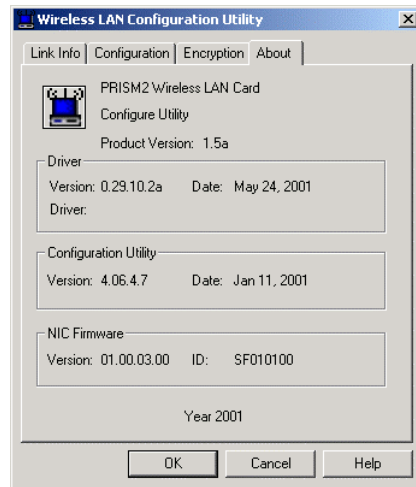 Wireless LAN Configuration Utility
Link Info Configuration Encryption About
PRISM2 Wireless LAN Card
Configure Utility
Product Version: 1.5a
Driver
Version: 0.29.10.2a Date: May 24, 2001
Driver:
Configuration Utility
Version: 4.06.4.7 Date: Jan 11, 2001
NIC Firmware
Version: 01.00.03.00 ID: SF010100
Year 2001
OK Cancel Help